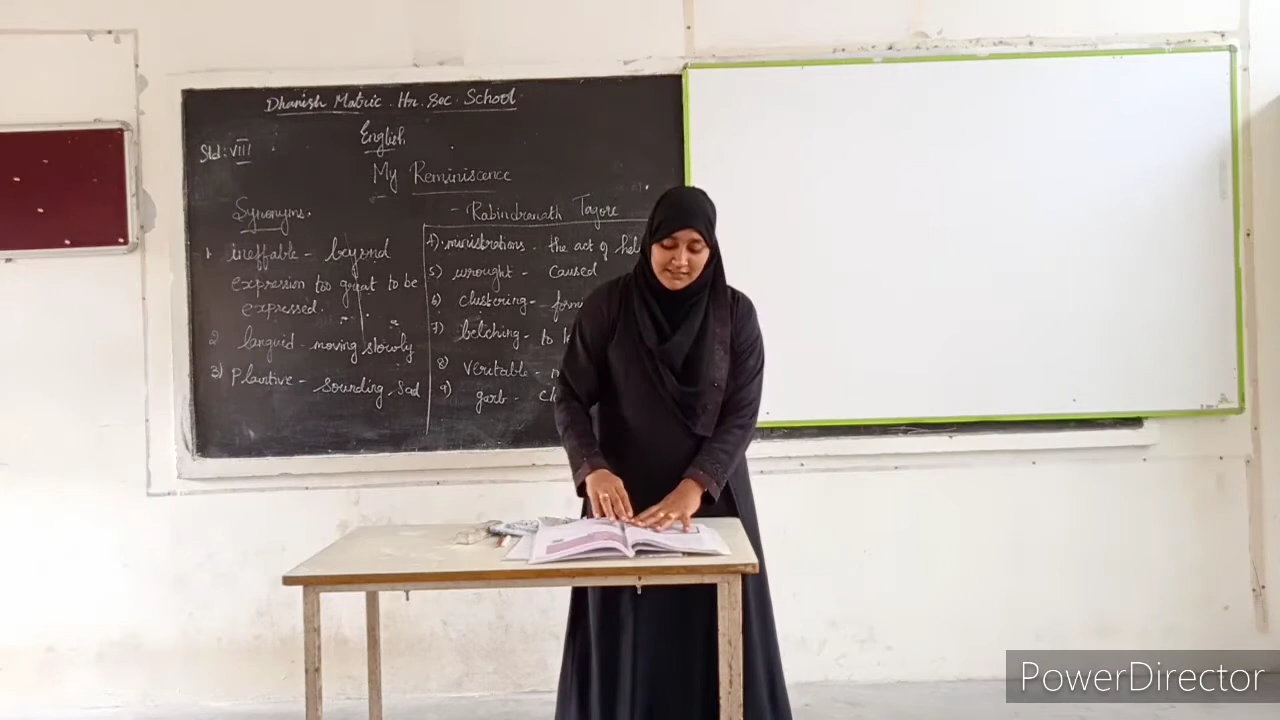 Dhanish Matric. Hr. Sec. School
English
Std: VIII
My Reminiscence
- Rabindranath Tagore
Synonyms.
1 ineffable - beyond
expression too great to be
expressed.
2 languid - moving slowly
3) Plaintive - sounding sad
4). ministrations - the act of hel
5) wrought - caused
6) clustering - formi
7) belching - to
8) veritable -
9) garb - cl
PowerDirector